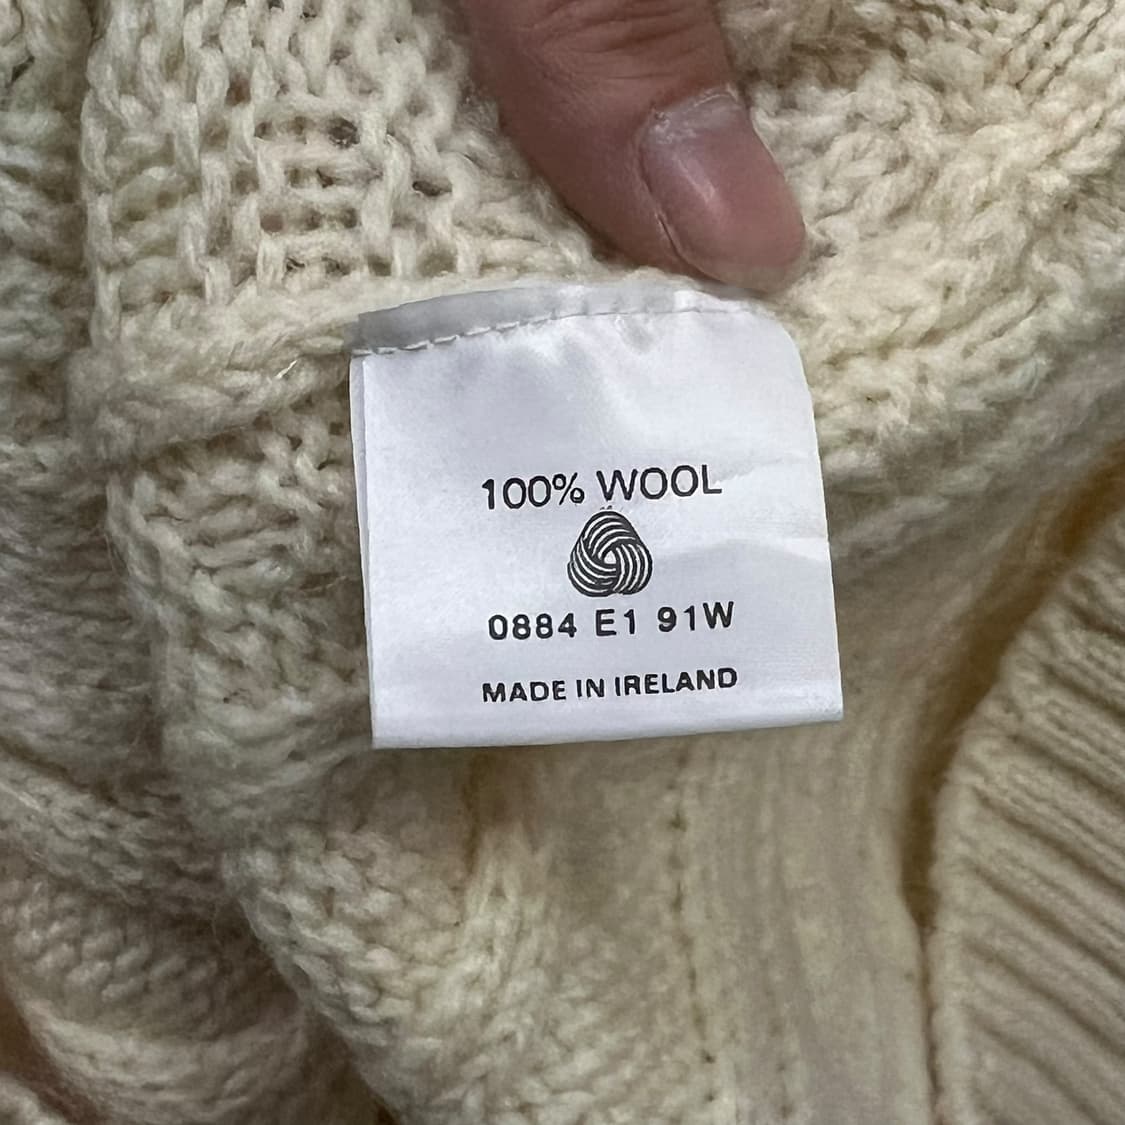 100% WOOL
0884 E1 91W
MADE IN IRELAND